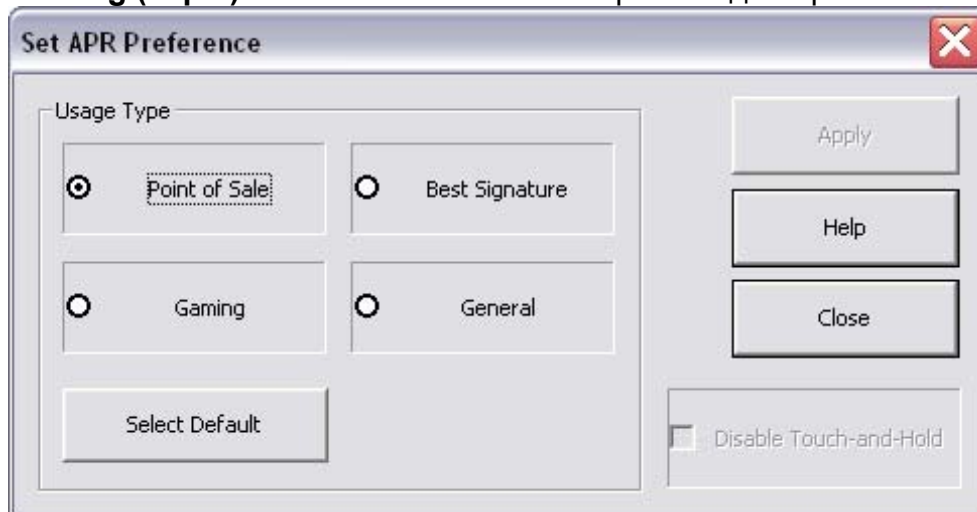 Set APR Preference
Usage Type
Apply
Point of Sale
Best Signature
Help
Gaming
General
Close
Select Default
Disable Touch-and-Hold